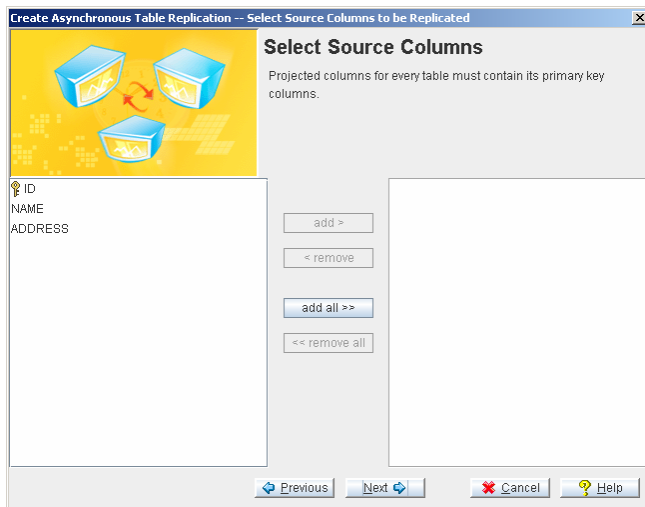 Create Asynchronous Table Replication -- Select Source Columns to be Replicated
Select Source Columns
Projected columns for every table must contain its primary key
columns.
ID
NAME
ADDRESS
add >
< remove
add all >>
<< remove all
Previous
Next
Cancel
Help